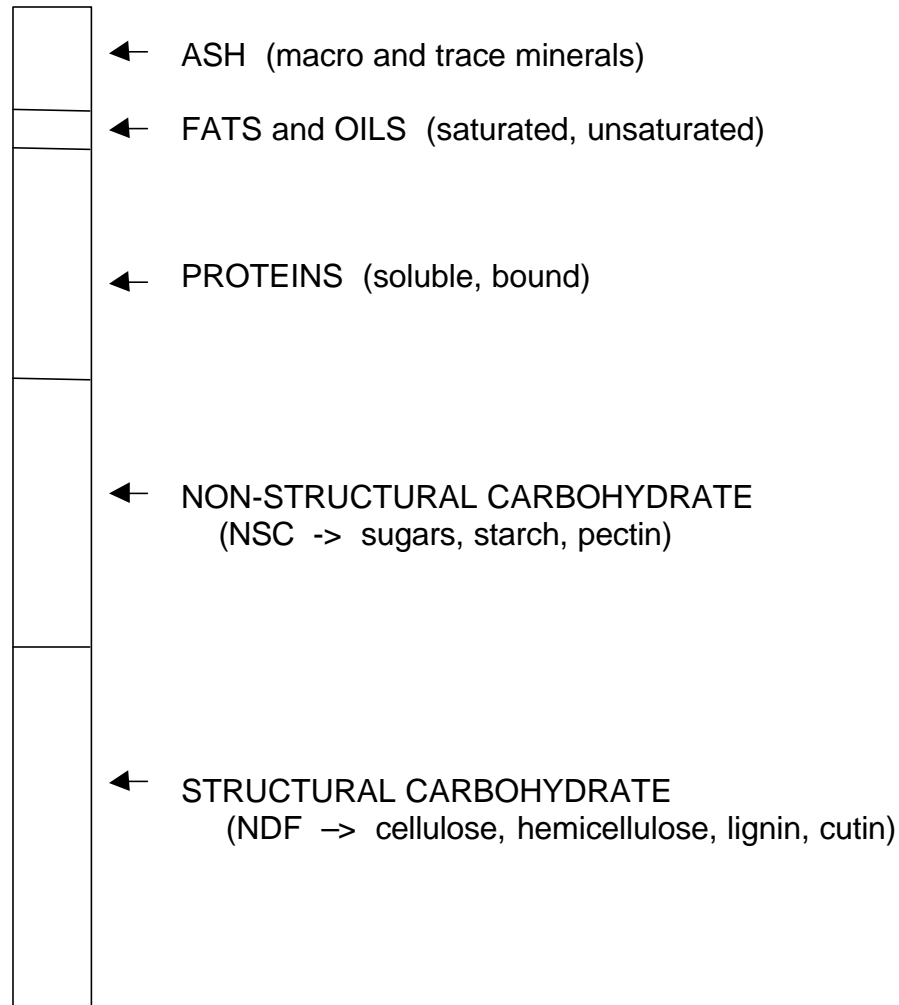 ASH (macro and trace minerals)
FATS and OILS (saturated, unsaturated)
PROTEINS (soluble, bound)
NON-STRUCTURAL CARBOHYDRATE
(NSC -> sugars, starch, pectin)
STRUCTURAL CARBOHYDRATE
(NDF –> cellulose, hemicellulose, lignin, cutin)